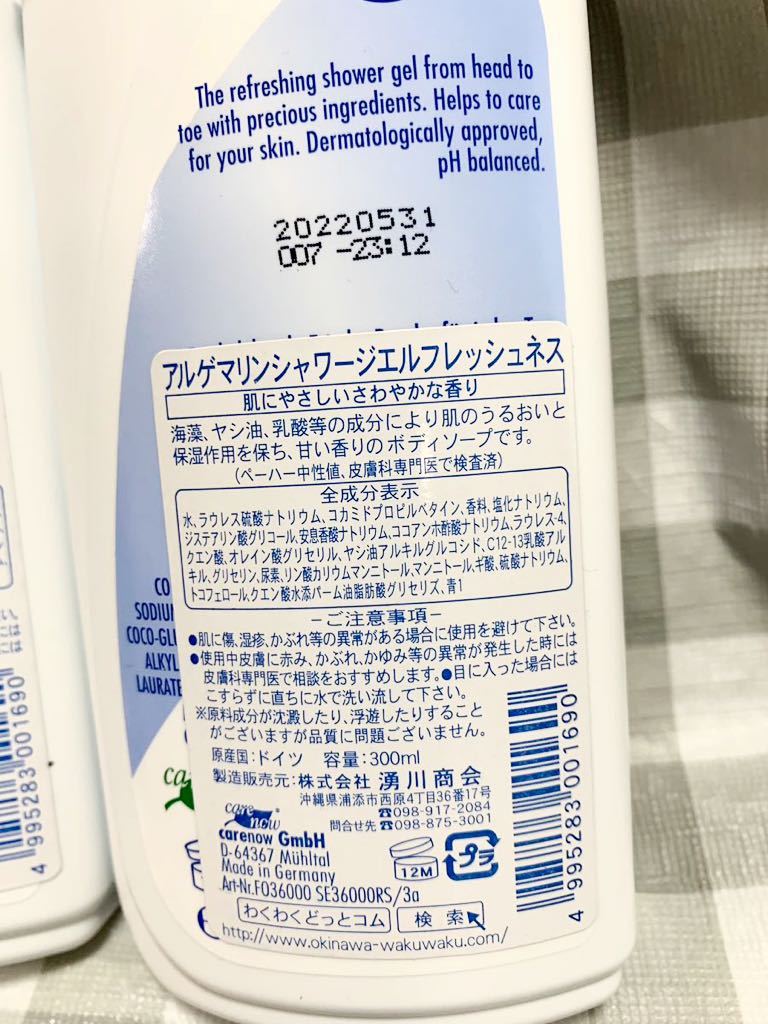 The refreshing shower gel from head to
toe with precious ingredients. Helps to care
for your skin. Dermatologically approved,
pH balanced.
20220531
007 -23:12
アルゲマリンシャワージエルフレッシュネス
肌にやさしいさわやかな香り
海藻、ヤシ油、乳酸等の成分により肌のうるおいと
保湿作用を保ち、甘い香りのボディソープです。
(ペーハー中性値、皮膚科専門医で検査済)
全成分表示
水、ラウレス硫酸ナトリウム、コカミドプロピルベタイン、香料、塩化ナトリウム、
ジステアリン酸グリコール、安息香酸ナトリウム、ココアンホ酢酸ナトリウム、ラウレス-4、
クエン酸、オレイン酸グリセリル、ヤシ油アルキルグルコシド、C12-13乳酸アル
キル、グリセリン、尿素、リン酸カリウムマンニトール、マンニトール、ギ酸、硫酸ナトリウム、
トコフェロール、クエン酸水添パーム油脂肪酸グリセリズ、青1
CO
SODIUM
COCO-GLU
ALKYL
LAURATE
-ご注意事項-
●肌に傷、湿疹、かぶれ等の異常がある場合に使用を避けて下さい。
●使用中皮膚に赤み、かぶれ、かゆみ等の異常が発生した時には
皮膚科専門医で相談をおすすめします。●目に入った場合には
こすらずに直ちに水で洗い流して下さい。
※原料成分が沈澱したり、浮遊したりすること
がございますが品質に問題ございません。
原産国:ドイツ 容量:300ml
製造販売元:株式会社 湧川商会
沖縄県浦添市西原4丁目36番17号
☎098-917-2084
問合せ先 ☎098-875-3001
care now
carenow GmbH
D-64367 Mühltal
Made in Germany
Art-Nr.FO36000 SE36000RS/3a
12M
プラ
わくわくどっとコム 検索
http://www.okinawa-wakuwaku.com/
4 995283 001690
4 995283 001690